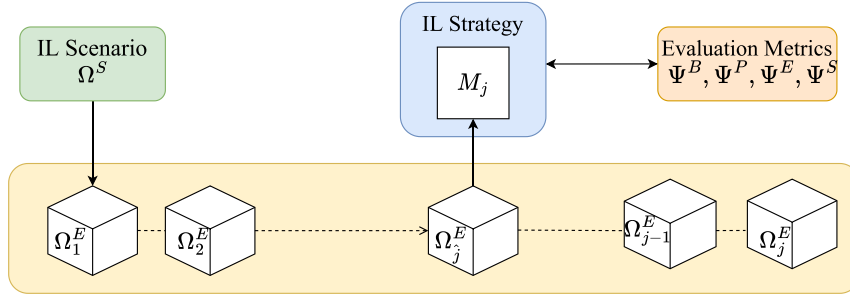 IL Scenario
Ω^S
IL Strategy
M_j
Evaluation Metrics
Ψ^B, Ψ^P, Ψ^E, Ψ^S
Ω_1^E
Ω_2^E
Ω_ĵ^E
Ω_{j−1}^E
Ω_j^E